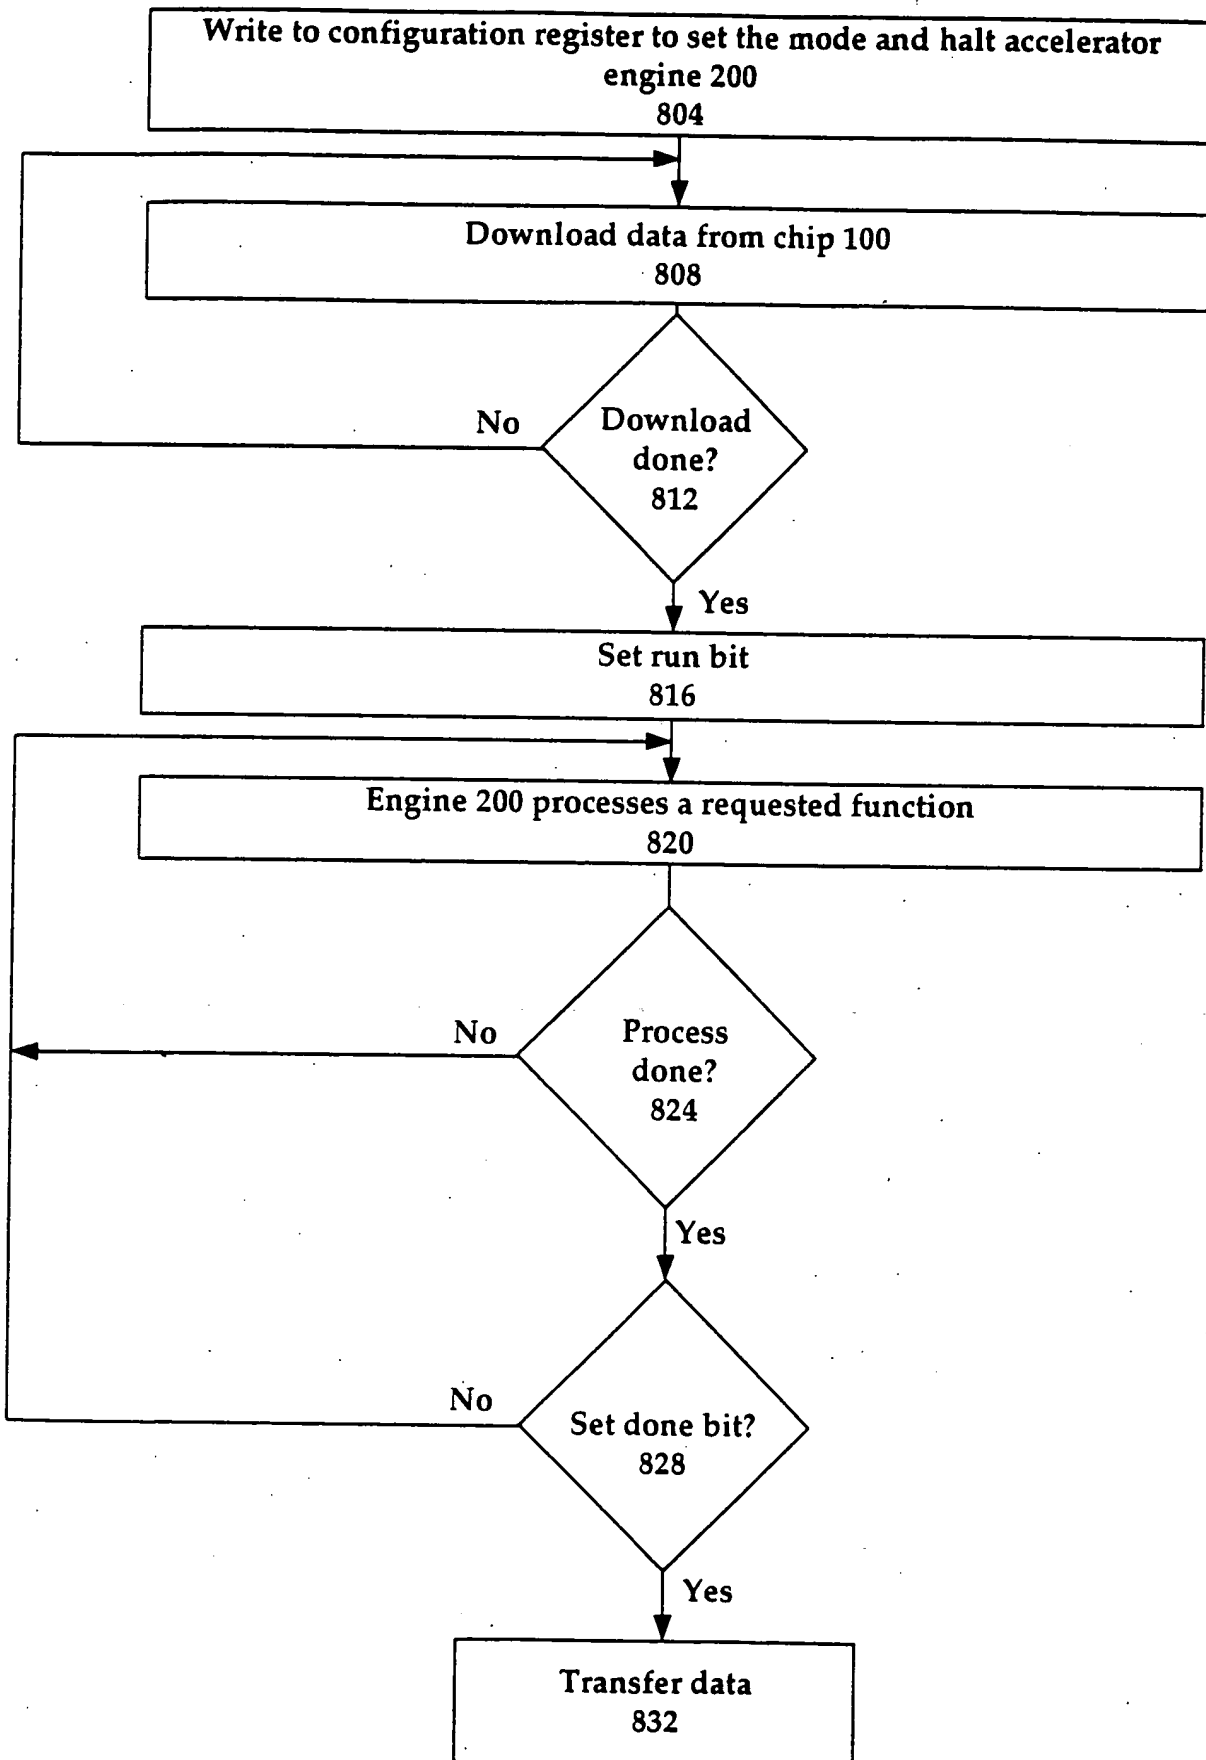 Write to configuration register to set the mode and halt accelerator
engine 200
804
Download data from chip 100
808
No
Download
done?
812
Yes
Set run bit
816
Engine 200 processes a requested function
820
No
Process
done?
824
Yes
No
Set done bit?
828
Yes
Transfer data
832